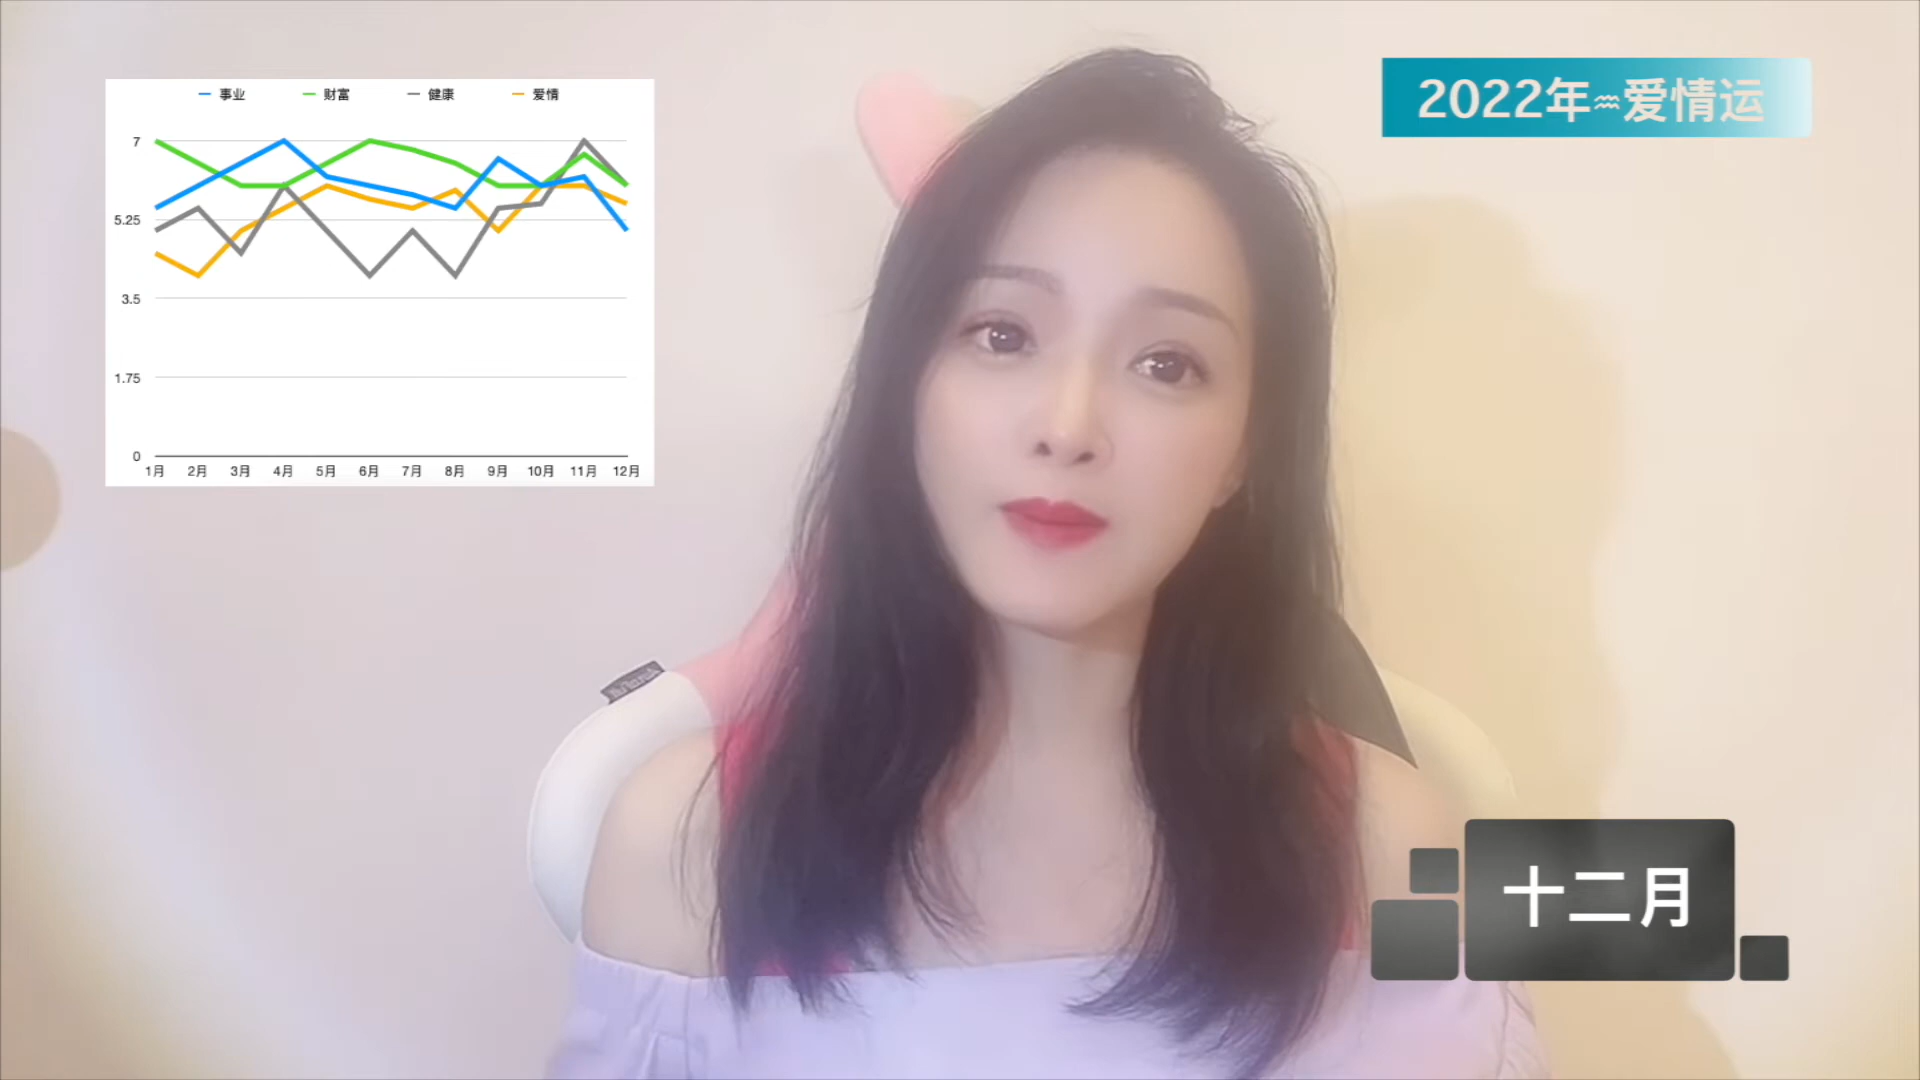 事业 财富 健康 爱情
7
5.25
3.5
1.75
0
1月 2月 3月 4月 5月 6月 7月 8月 9月 10月 11月 12月
2022年♒爱情运
十二月